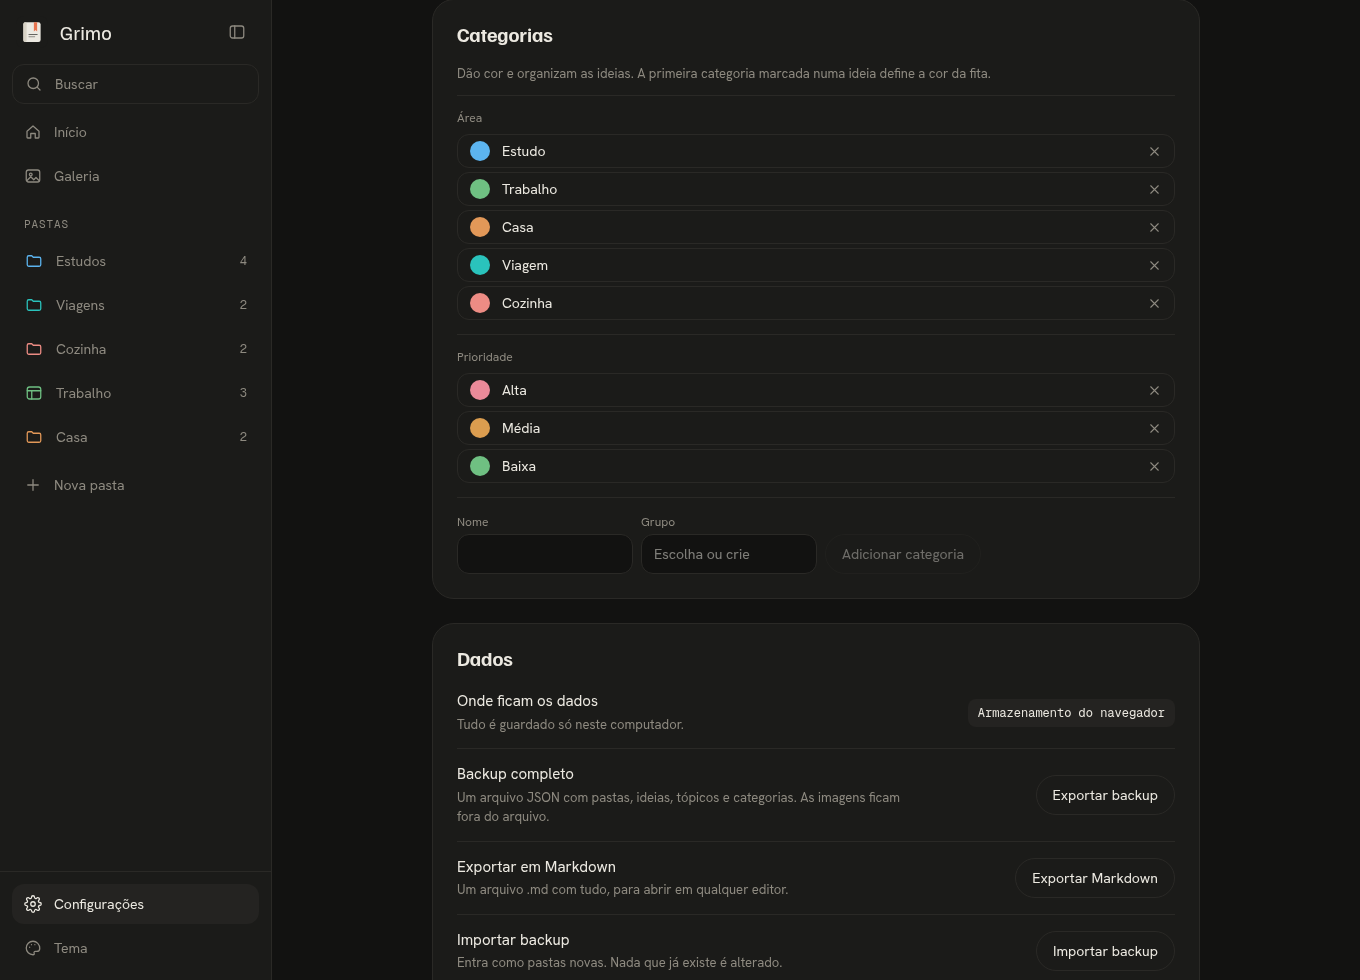 Grimo
Buscar
Início
Galeria
PASTAS
Estudos 4
Viagens 2
Cozinha 2
Trabalho 3
Casa 2
Nova pasta
Configurações
Tema
Categorias
Dão cor e organizam as ideias. A primeira categoria marcada numa ideia define a cor da fita.
Área
Estudo
Trabalho
Casa
Viagem
Cozinha
Prioridade
Alta
Média
Baixa
Nome Grupo
Escolha ou crie Adicionar categoria
Dados
Onde ficam os dados
Tudo é guardado só neste computador.
Armazenamento do navegador
Backup completo
Um arquivo JSON com pastas, ideias, tópicos e categorias. As imagens ficam
fora do arquivo.
Exportar backup
Exportar em Markdown
Um arquivo .md com tudo, para abrir em qualquer editor.
Exportar Markdown
Importar backup
Entra como pastas novas. Nada que já existe é alterado.
Importar backup